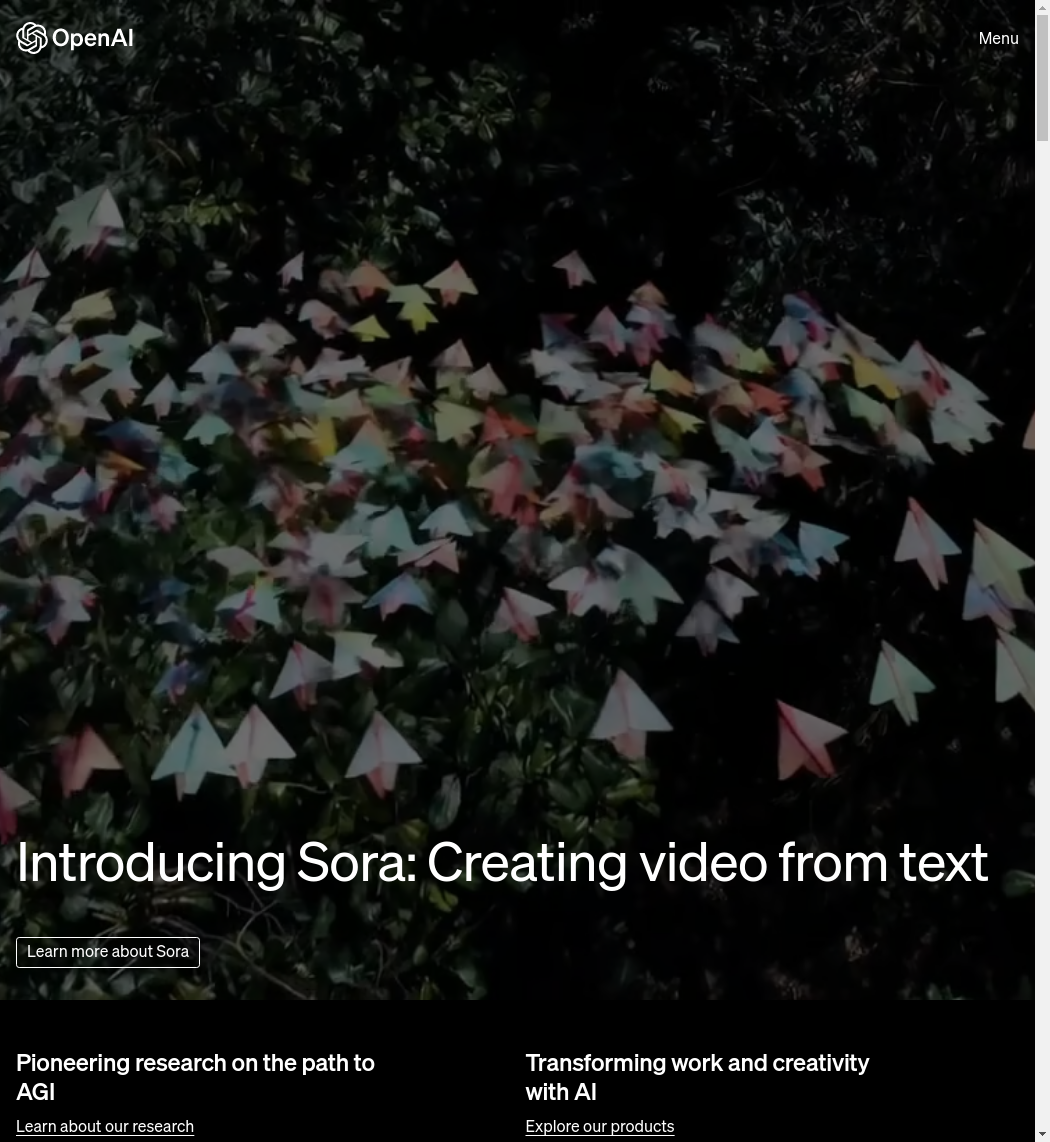 OpenAI
Menu
Introducing Sora: Creating video from text
Learn more about Sora
Pioneering research on the path to
AGI
Learn about our research
Transforming work and creativity
with AI
Explore our products